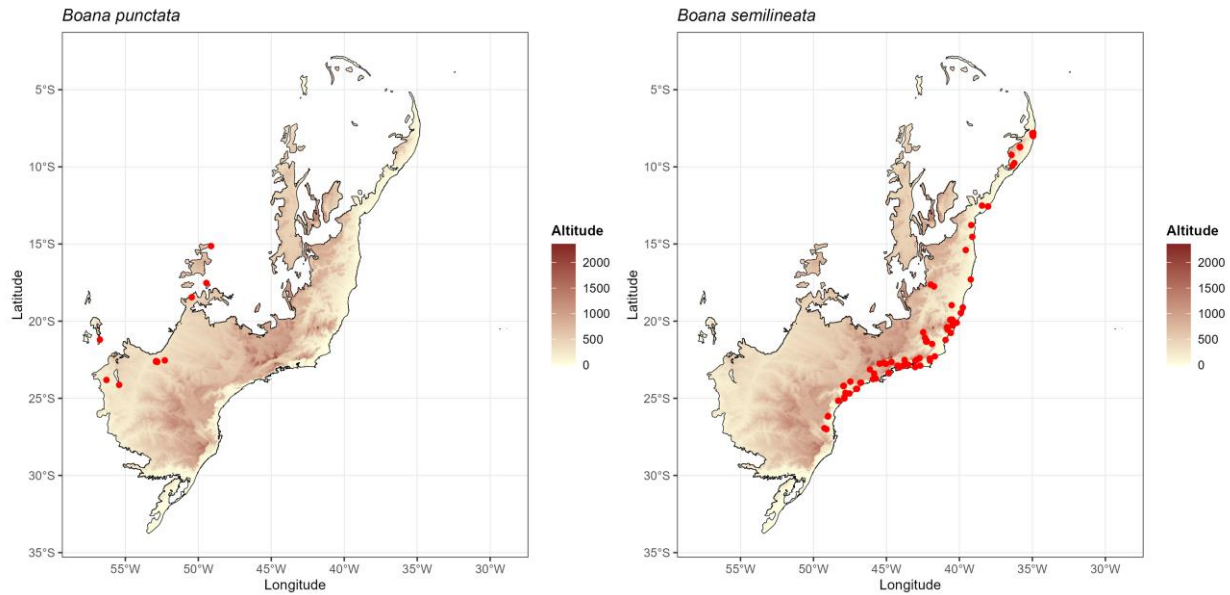 Boana punctata
5°S
10°S
15°S
20°S
25°S
30°S
35°S
Latitude
55°W 50°W 45°W 40°W 35°W 30°W
Longitude
Altitude
2000
1500
1000
500
0
Boana semilineata
5°S
10°S
15°S
20°S
25°S
30°S
35°S
Latitude
55°W 50°W 45°W 40°W 35°W 30°W
Longitude
Altitude
2000
1500
1000
500
0